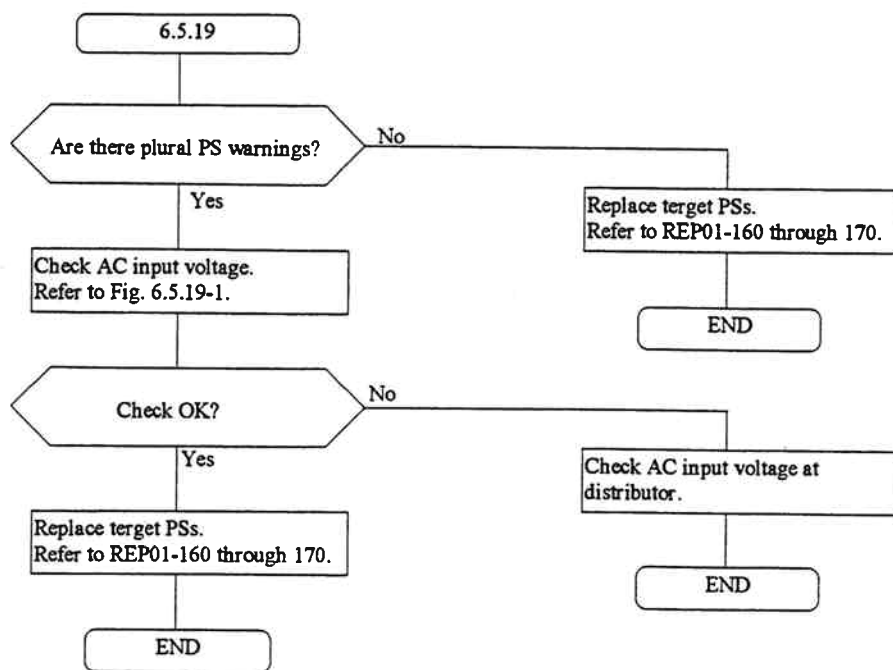 6.5.19
Are there plural PS warnings?
No
Yes
Replace terget PSs.
Refer to REP01-160 through 170.
END
Check AC input voltage.
Refer to Fig. 6.5.19-1.
Check OK?
No
Yes
Check AC input voltage at
distributor.
END
Replace terget PSs.
Refer to REP01-160 through 170.
END